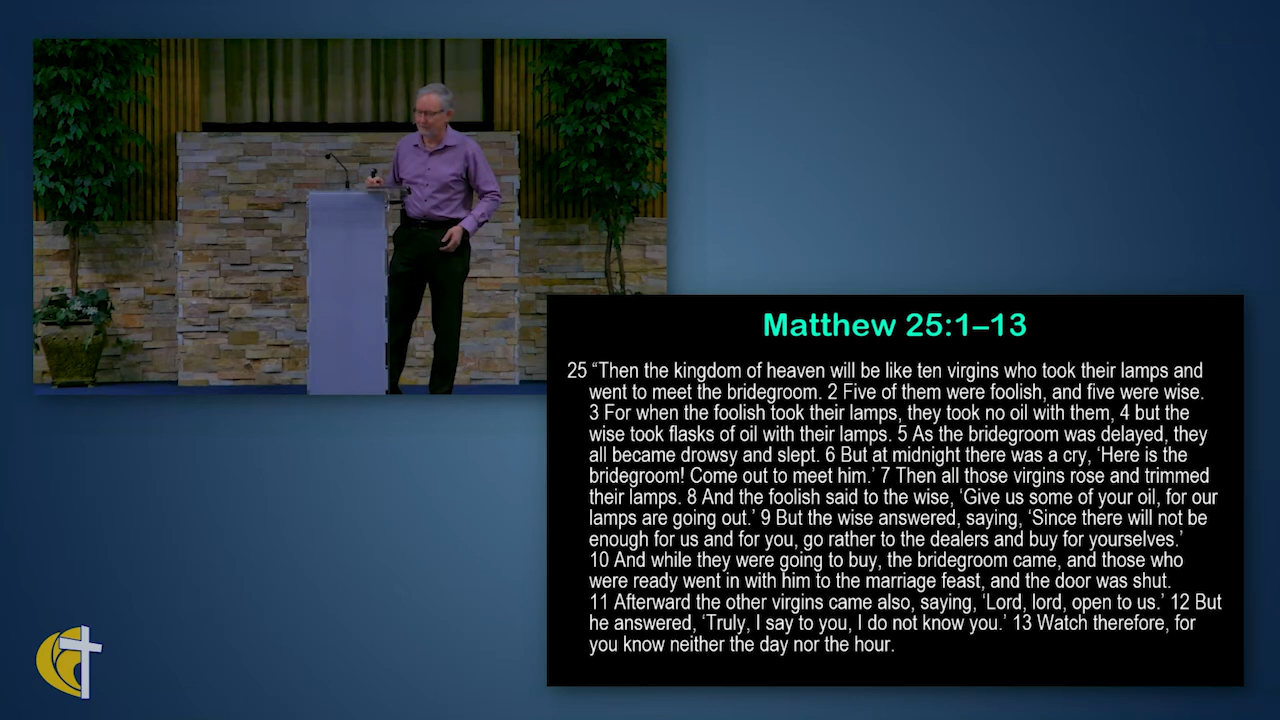 Matthew 25:1–13
25 “Then the kingdom of heaven will be like ten virgins who took their lamps and
went to meet the bridegroom. 2 Five of them were foolish, and five were wise.
3 For when the foolish took their lamps, they took no oil with them, 4 but the
wise took flasks of oil with their lamps. 5 As the bridegroom was delayed, they
all became drowsy and slept. 6 But at midnight there was a cry, ‘Here is the
bridegroom! Come out to meet him.’ 7 Then all those virgins rose and trimmed
their lamps. 8 And the foolish said to the wise, ‘Give us some of your oil, for our
lamps are going out.’ 9 But the wise answered, saying, ‘Since there will not be
enough for us and for you, go rather to the dealers and buy for yourselves.’
10 And while they were going to buy, the bridegroom came, and those who
were ready went in with him to the marriage feast, and the door was shut.
11 Afterward the other virgins came also, saying, ‘Lord, lord, open to us.’ 12 But
he answered, ‘Truly, I say to you, I do not know you.’ 13 Watch therefore, for
you know neither the day nor the hour.